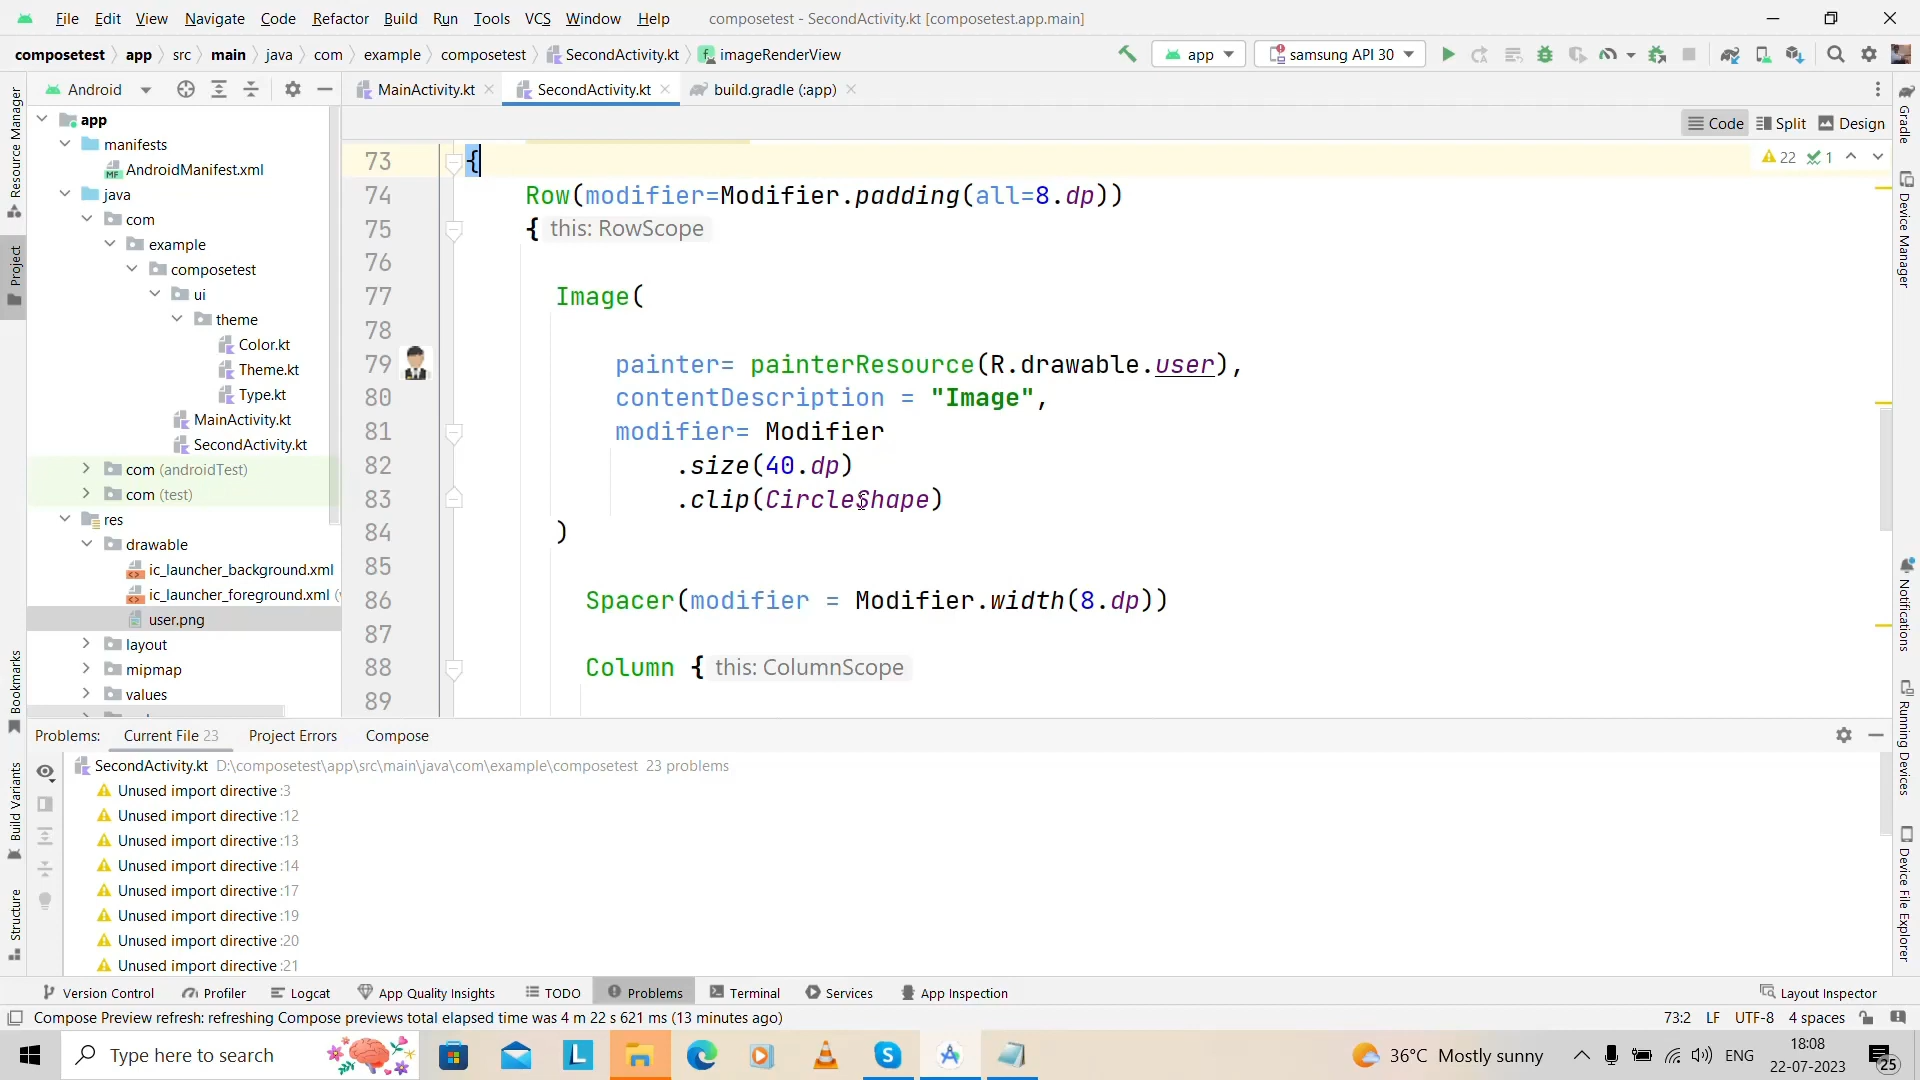 File Edit View Navigate Code Refactor Build Run Tools VCS Window Help composetest - SecondActivity.kt [composetest.app.main]
composetest app src main java com example composetest SecondActivity.kt imageRenderView app samsung API 30
Android MainActivity.kt SecondActivity.kt build.gradle (:app)
Code Split Design
app
manifests
AndroidManifest.xml
java
com
example
composetest
ui
theme
Color.kt
Theme.kt
Type.kt
MainActivity.kt
SecondActivity.kt
com (androidTest)
com (test)
res
drawable
ic_launcher_background.xml
ic_launcher_foreground.xml (
user.png
layout
mipmap
values
73 {
22 1
74 Row(modifier=Modifier.padding(all=8.dp))
75 { this: RowScope
76
77 Image(
78
79 painter= painterResource(R.drawable.user),
80 contentDescription = "Image",
81 modifier= Modifier
82 .size(40.dp)
83 .clip(CircleShape)
84 )
85
86 Spacer(modifier = Modifier.width(8.dp))
87
88 Column { this: ColumnScope
89
Resource Manager
Project
Bookmarks
Build Variants
Structure
Gradle
Device Manager
Notifications
Running Devices
Device File Explorer
Problems: Current File 23 Project Errors Compose
SecondActivity.kt D:\composetest\app\src\main\java\com\example\composetest 23 problems
Unused import directive :3
Unused import directive :12
Unused import directive :13
Unused import directive :14
Unused import directive :17
Unused import directive :19
Unused import directive :20
Unused import directive :21
Version Control Profiler Logcat App Quality Insights TODO Problems Terminal Services App Inspection Layout Inspector
Compose Preview refresh: refreshing Compose previews total elapsed time was 4 m 22 s 621 ms (13 minutes ago) 73:2 LF UTF-8 4 spaces
Type here to search L S 36°C Mostly sunny ENG 18:08
22-07-2023
25